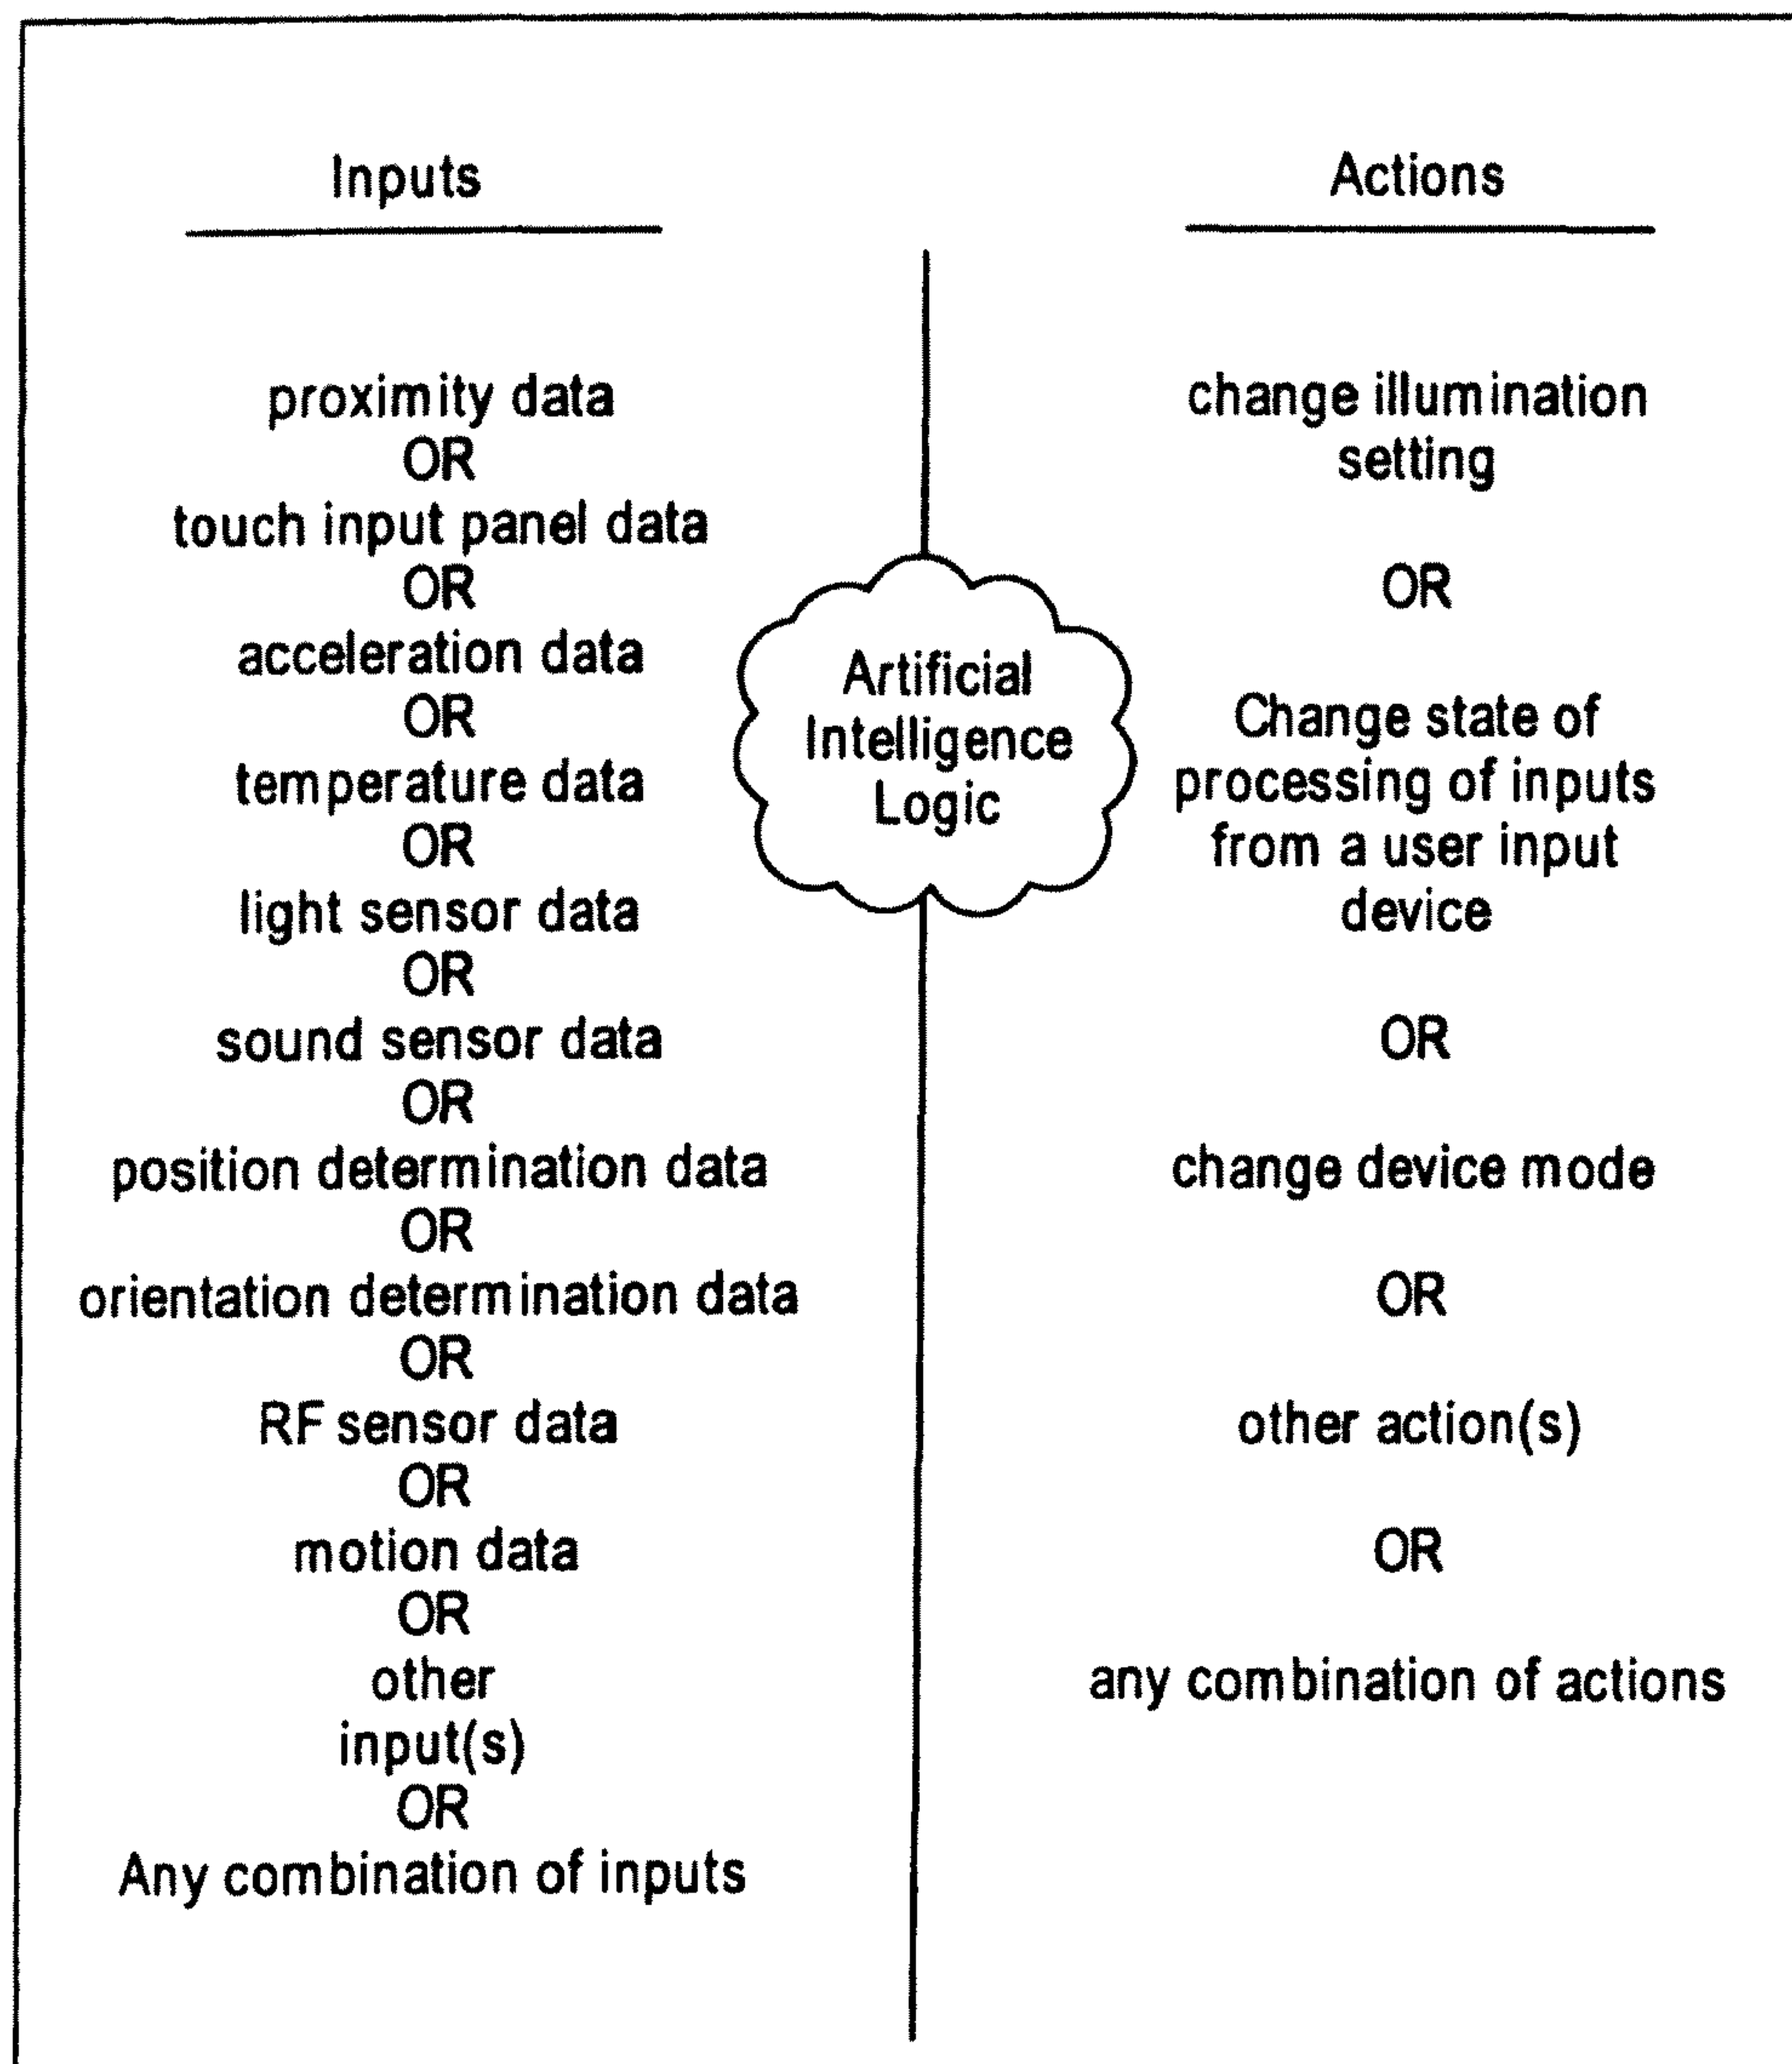 Inputs
proximity data
OR
touch input panel data
OR
acceleration data
OR
temperature data
OR
light sensor data
OR
sound sensor data
OR
position determination data
OR
orientation determination data
OR
RF sensor data
OR
motion data
OR
other
input(s)
OR
Any combination of inputs
Artificial
Intelligence
Logic
Actions
change illumination
setting
OR
Change state of
processing of inputs
from a user input
device
OR
change device mode
OR
other action(s)
OR
any combination of actions